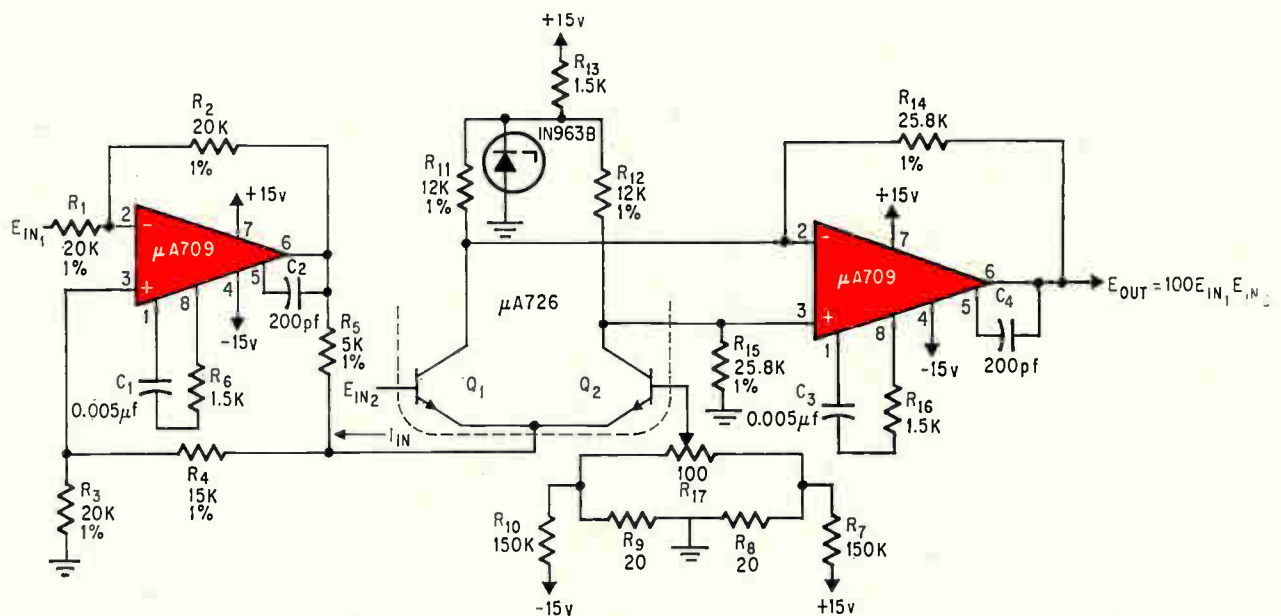 +15v
R13
1.5K
IN963B
R2
20K
1%
R11
12K
1%
R12
12K
1%
R14
25.8K
1%
EIN1
R1
20K
1%
2
-
3
+
μA709
+15v
7
6
5
4
8
1
C2
200pf
-15v
R5
5K
1%
C1
0.005μf
R6
1.5K
R4
15K
1%
R3
20K
1%
μA726
EIN2
Q1
Q2
IIN
100
R17
R10
150K
-15v
R9
20
R8
20
R7
150K
+15v
R15
25.8K
1%
2
-
3
+
μA709
+15v
7
6
5
4
8
1
C4
200pf
-15v
C3
0.005μf
R16
1.5K
EOUT=100EIN1 EIN2